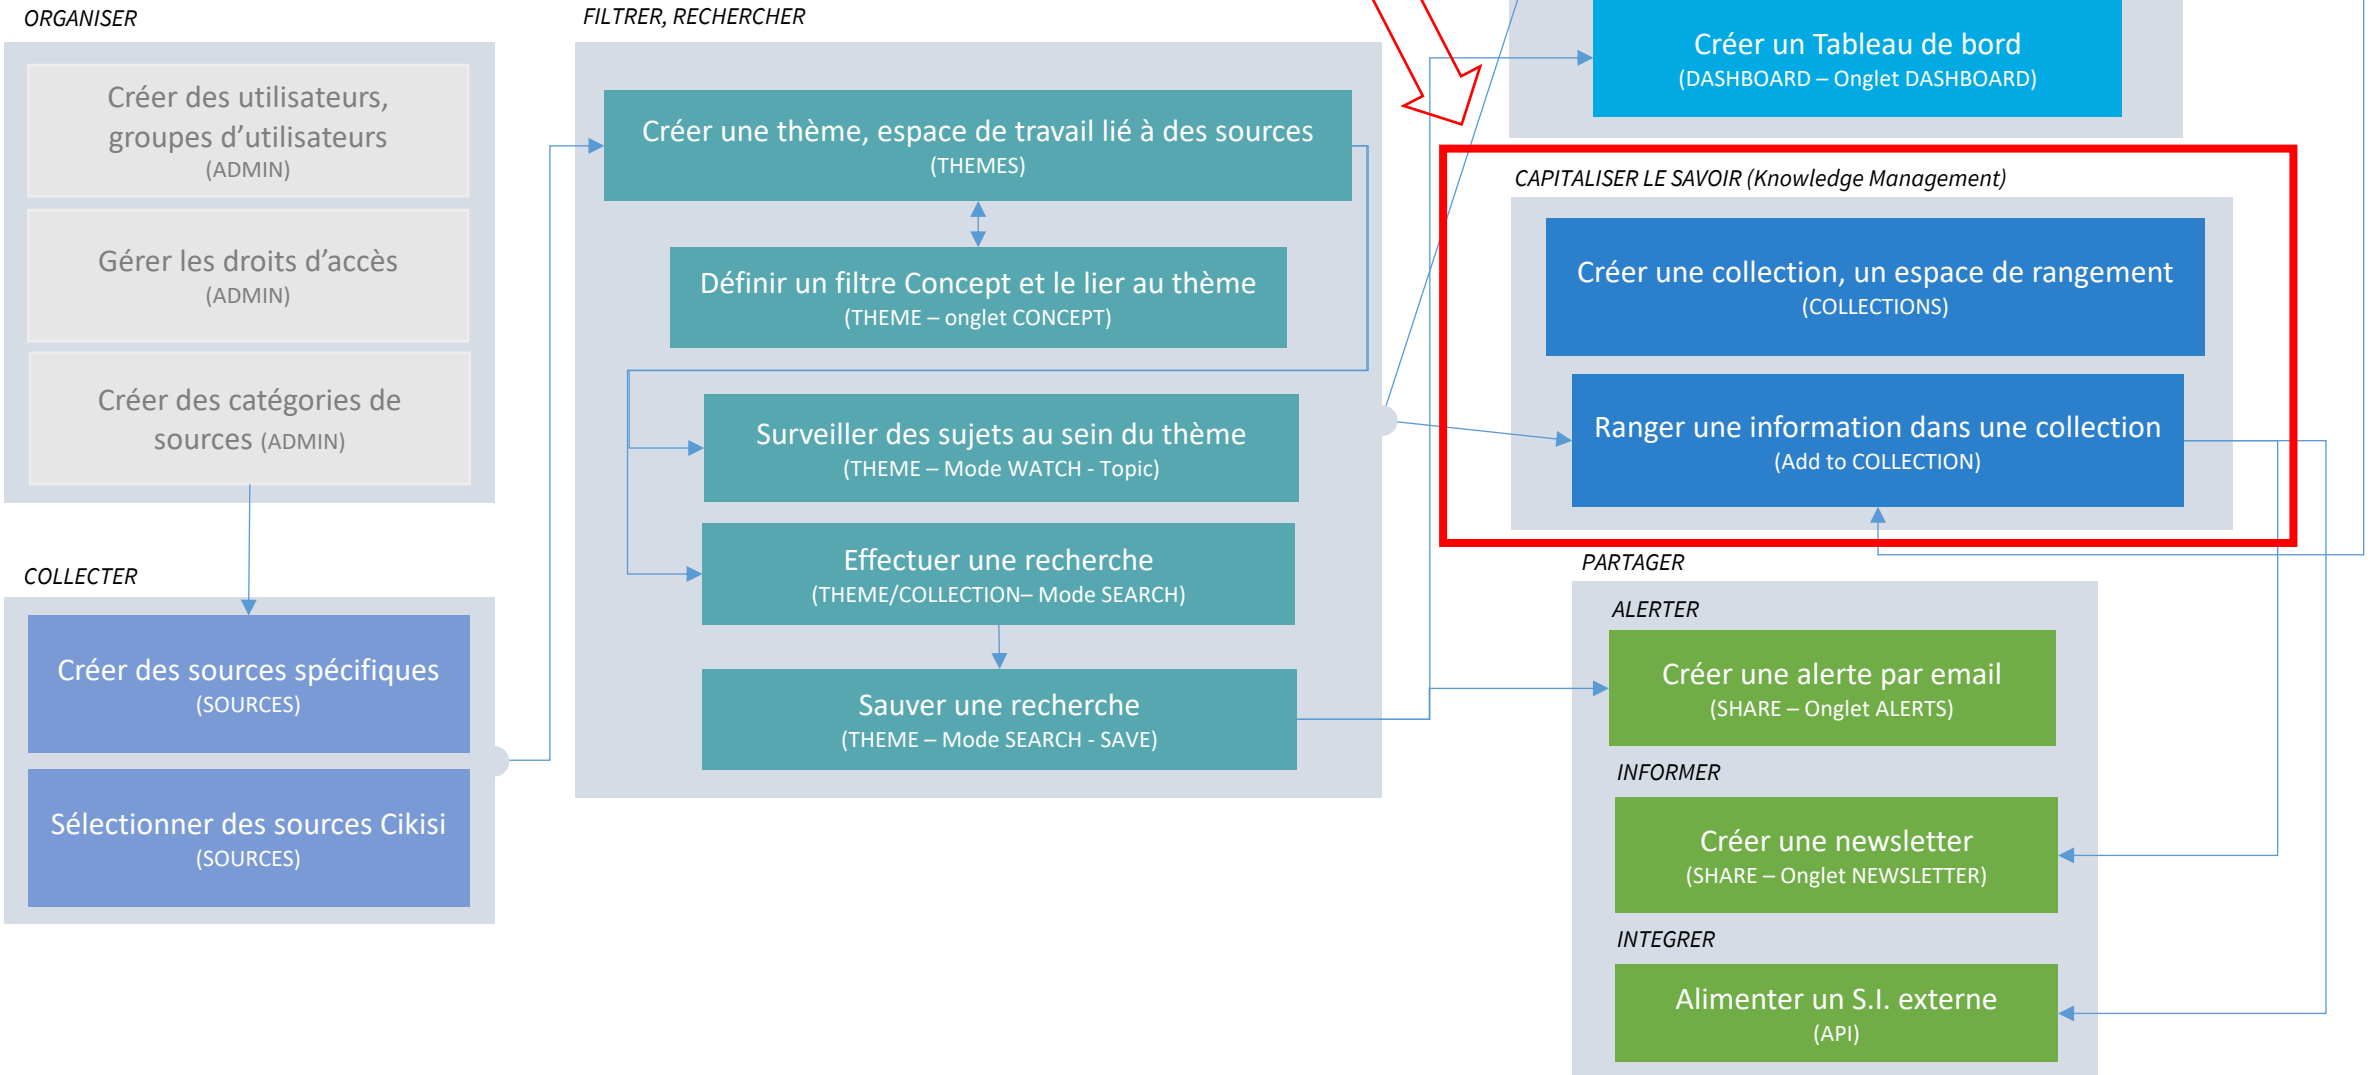 ORGANISER
Créer des utilisateurs,
groupes d’utilisateurs
(ADMIN)
Gérer les droits d’accès
(ADMIN)
Créer des catégories de
sources (ADMIN)
COLLECTER
Créer des sources spécifiques
(SOURCES)
Sélectionner des sources Cikisi
(SOURCES)
FILTRER, RECHERCHER
Créer une thème, espace de travail lié à des sources
(THEMES)
Définir un filtre Concept et le lier au thème
(THEME – onglet CONCEPT)
Surveiller des sujets au sein du thème
(THEME – Mode WATCH - Topic)
Effectuer une recherche
(THEME/COLLECTION– Mode SEARCH)
Sauver une recherche
(THEME – Mode SEARCH - SAVE)
Créer un Tableau de bord
(DASHBOARD – Onglet DASHBOARD)
CAPITALISER LE SAVOIR (Knowledge Management)
Créer une collection, un espace de rangement
(COLLECTIONS)
Ranger une information dans une collection
(Add to COLLECTION)
PARTAGER
ALERTER
Créer une alerte par email
(SHARE – Onglet ALERTS)
INFORMER
Créer une newsletter
(SHARE – Onglet NEWSLETTER)
INTEGRER
Alimenter un S.I. externe
(API)